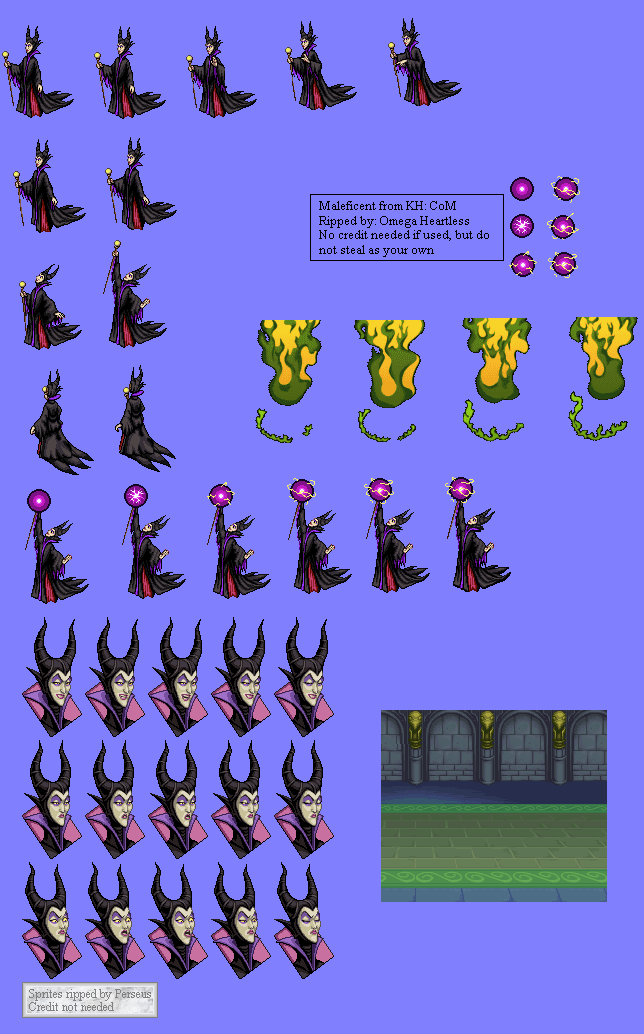 Maleficent from KH: CoM
Ripped by: Omega Heartless
No credit needed if used, but do
not steal as your own
Sprites ripped by Perseus
Credit not needed